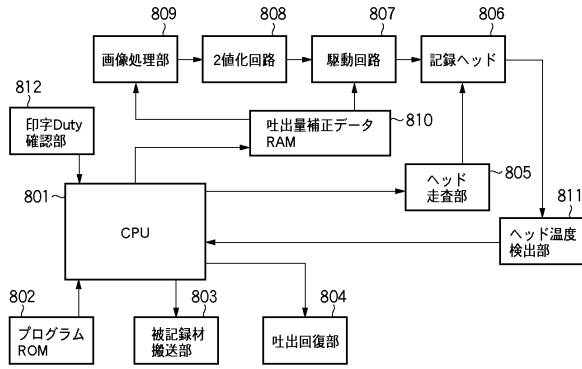 809
808
807
806
画像処理部
2値化回路
駆動回路
記録ヘッド
812
印字Duty
確認部
吐出量補正データ
RAM
810
801
CPU
ヘッド
走査部
805
811
ヘッド温度
検出部
802
803
804
プログラム
ROM
被記録材
搬送部
吐出回復部